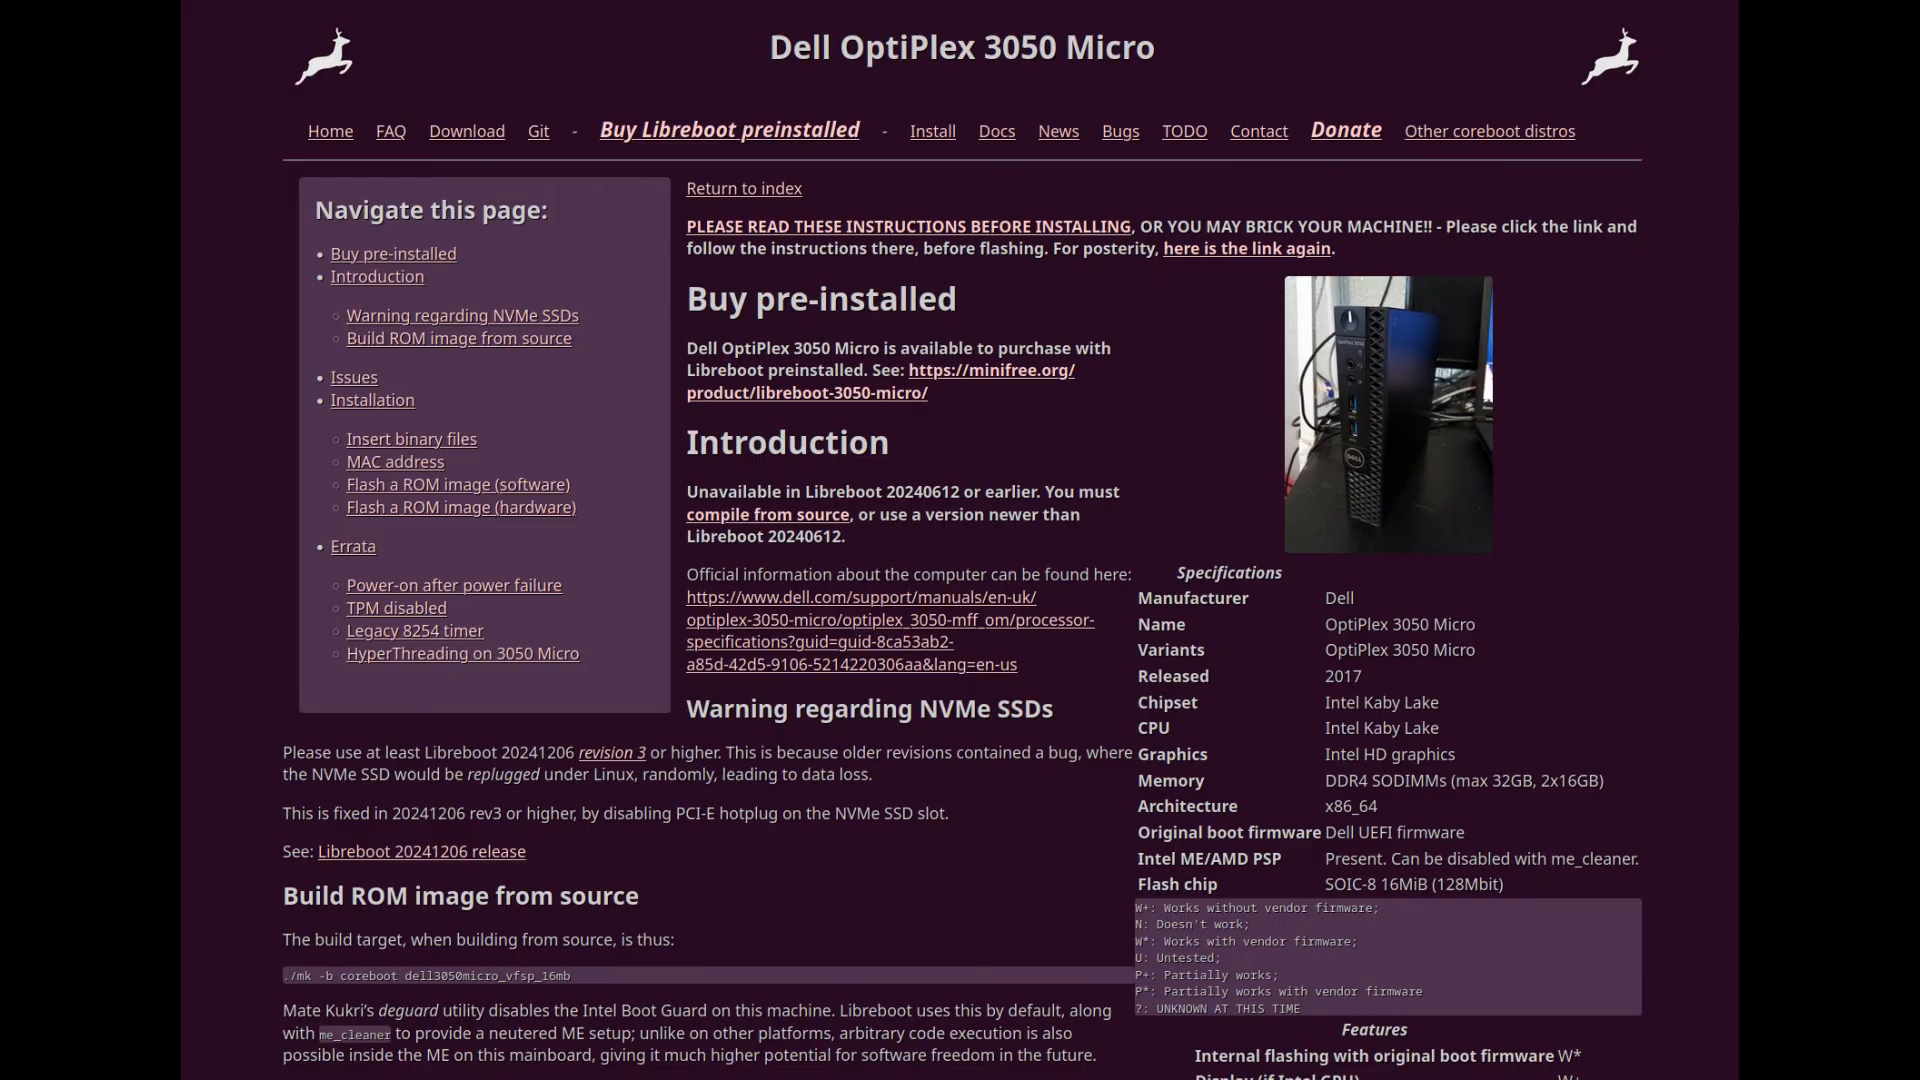 Dell OptiPlex 3050 Micro
Home FAQ Download Git - Buy Libreboot preinstalled - Install Docs News Bugs TODO Contact Donate Other coreboot distros
Navigate this page:
• Buy pre-installed
• Introduction
◦ Warning regarding NVMe SSDs
◦ Build ROM image from source
• Issues
• Installation
◦ Insert binary files
◦ MAC address
◦ Flash a ROM image (software)
◦ Flash a ROM image (hardware)
• Errata
◦ Power-on after power failure
◦ TPM disabled
◦ Legacy 8254 timer
◦ HyperThreading on 3050 Micro
Return to index
PLEASE READ THESE INSTRUCTIONS BEFORE INSTALLING, OR YOU MAY BRICK YOUR MACHINE!! - Please click the link and
follow the instructions there, before flashing. For posterity, here is the link again.
Buy pre-installed
Dell OptiPlex 3050 Micro is available to purchase with
Libreboot preinstalled. See: https://minifree.org/
product/libreboot-3050-micro/
Introduction
Unavailable in Libreboot 20240612 or earlier. You must
compile from source, or use a version newer than
Libreboot 20240612.
Official information about the computer can be found here:
https://www.dell.com/support/manuals/en-uk/
optiplex-3050-micro/optiplex_3050-mff_om/processor-
specifications?guid=guid-8ca53ab2-
a85d-42d5-9106-5214220306aa&lang=en-us
Warning regarding NVMe SSDs
Please use at least Libreboot 20241206 revision 3 or higher. This is because older revisions contained a bug, where
the NVMe SSD would be replugged under Linux, randomly, leading to data loss.
This is fixed in 20241206 rev3 or higher, by disabling PCI-E hotplug on the NVMe SSD slot.
See: Libreboot 20241206 release
Build ROM image from source
The build target, when building from source, is thus:
./mk -b coreboot dell3050micro_vfsp_16mb
Mate Kukri’s deguard utility disables the Intel Boot Guard on this machine. Libreboot uses this by default, along
with me_cleaner to provide a neutered ME setup; unlike on other platforms, arbitrary code execution is also
possible inside the ME on this mainboard, giving it much higher potential for software freedom in the future.
DELL
Specifications
Manufacturer Dell
Name OptiPlex 3050 Micro
Variants OptiPlex 3050 Micro
Released 2017
Chipset Intel Kaby Lake
CPU Intel Kaby Lake
Graphics Intel HD graphics
Memory DDR4 SODIMMs (max 32GB, 2x16GB)
Architecture x86_64
Original boot firmware Dell UEFI firmware
Intel ME/AMD PSP Present. Can be disabled with me_cleaner.
Flash chip SOIC-8 16MiB (128Mbit)
W+: Works without vendor firmware;
N: Doesn't work;
W*: Works with vendor firmware;
U: Untested;
P+: Partially works;
P*: Partially works with vendor firmware
?: UNKNOWN AT THIS TIME
Features
Internal flashing with original boot firmware W*
Display (if Intel GPU) W+